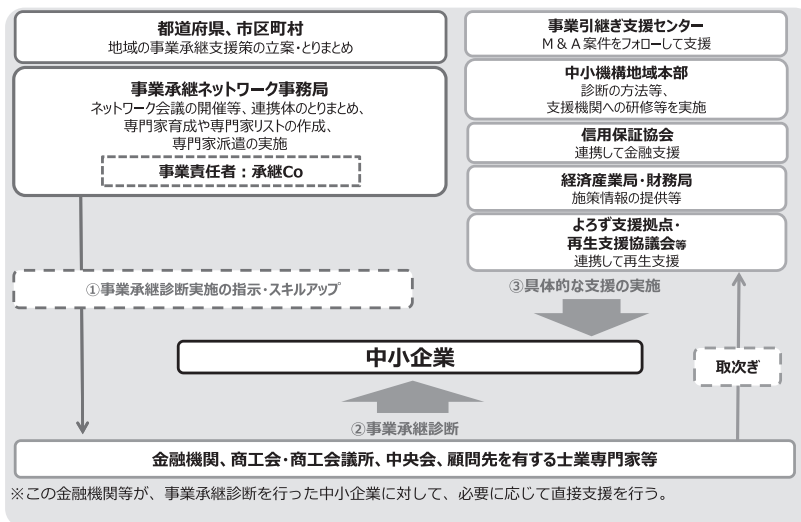 都道府県、市区町村
地域の事業承継支援策の立案・とりまとめ
事業承継ネットワーク事務局
ネットワーク会議の開催等、連携体のとりまとめ、
専門家育成や専門家リストの作成、
専門家派遣の実施
事業責任者：承継Co
事業引継ぎ支援センター
M&A案件をフォローして支援
中小機構地域本部
診断の方法等、
支援機関への研修等を実施
信用保証協会
連携して金融支援
経済産業局・財務局
施策情報の提供等
よろず支援拠点・
再生支援協議会等
連携して再生支援
①事業承継診断実施の指示・スキルアップ
③具体的な支援の実施
中小企業
取次ぎ
②事業承継診断
金融機関、商工会・商工会議所、中央会、顧問先を有する士業専門家等
※この金融機関等が、事業承継診断を行った中小企業に対して、必要に応じて直接支援を行う。